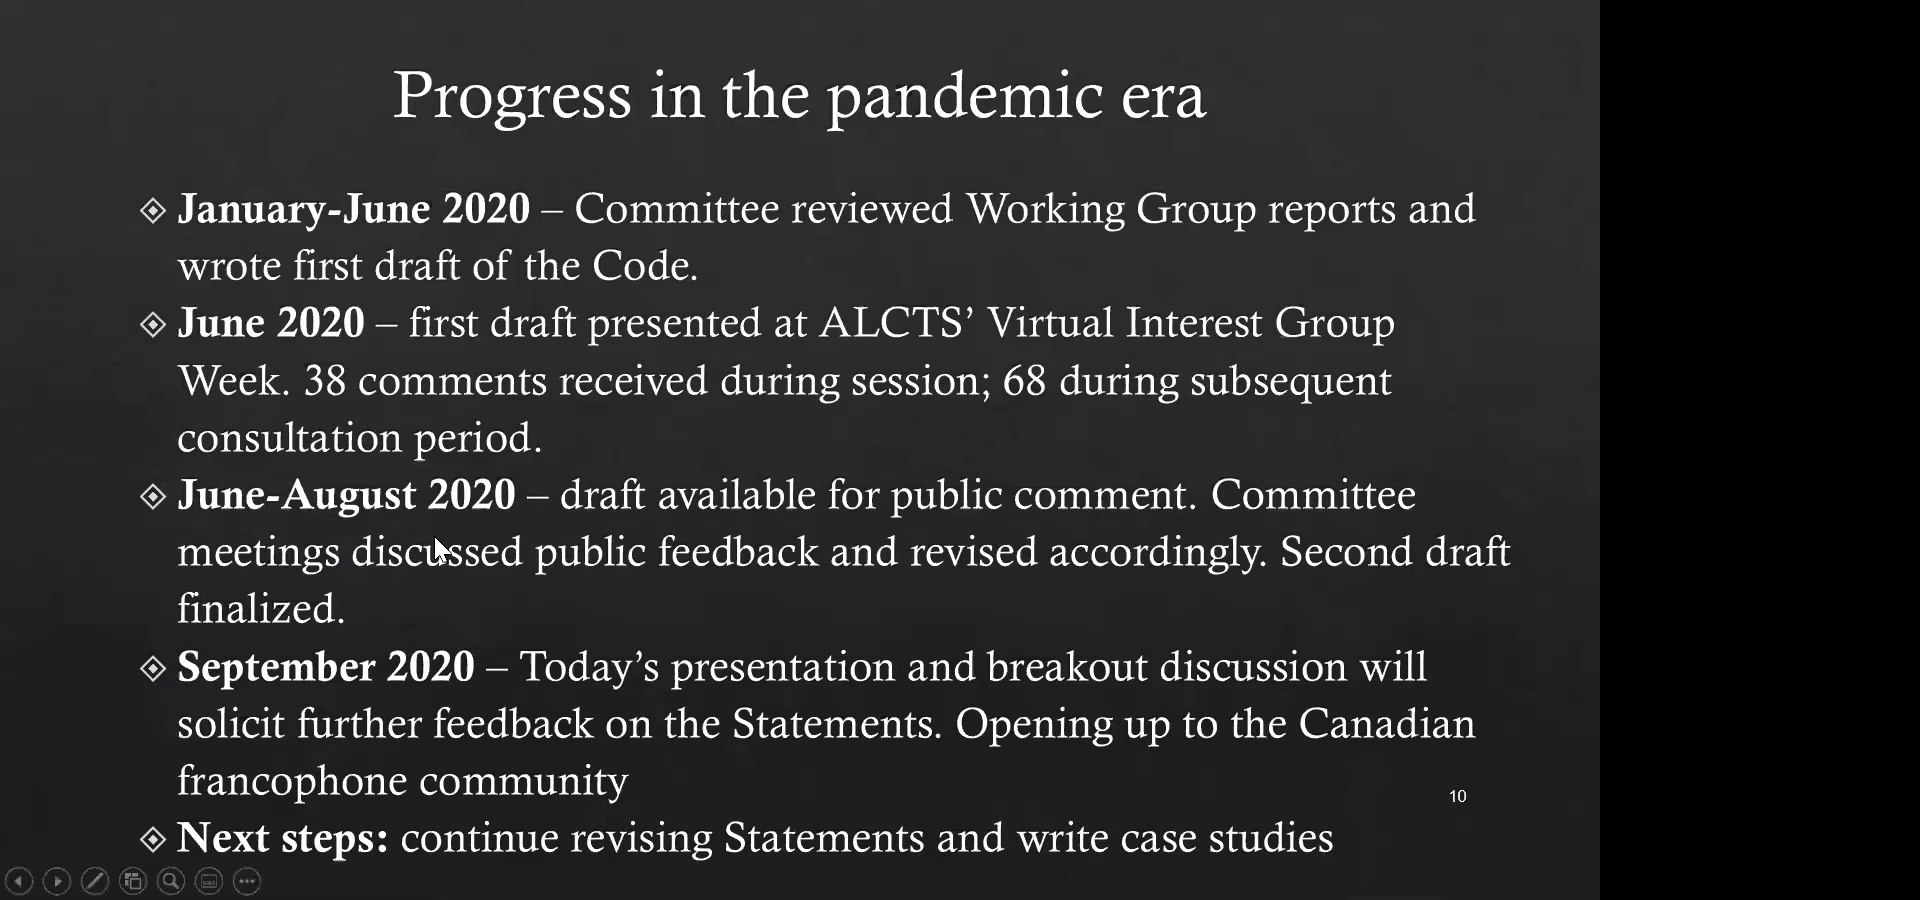 Progress in the pandemic era
January-June 2020 – Committee reviewed Working Group reports and
wrote first draft of the Code.
June 2020 – first draft presented at ALCTS’ Virtual Interest Group
Week. 38 comments received during session; 68 during subsequent
consultation period.
June-August 2020 – draft available for public comment. Committee
meetings discussed public feedback and revised accordingly. Second draft
finalized.
September 2020 – Today’s presentation and breakout discussion will
solicit further feedback on the Statements. Opening up to the Canadian
francophone community
10
Next steps: continue revising Statements and write case studies